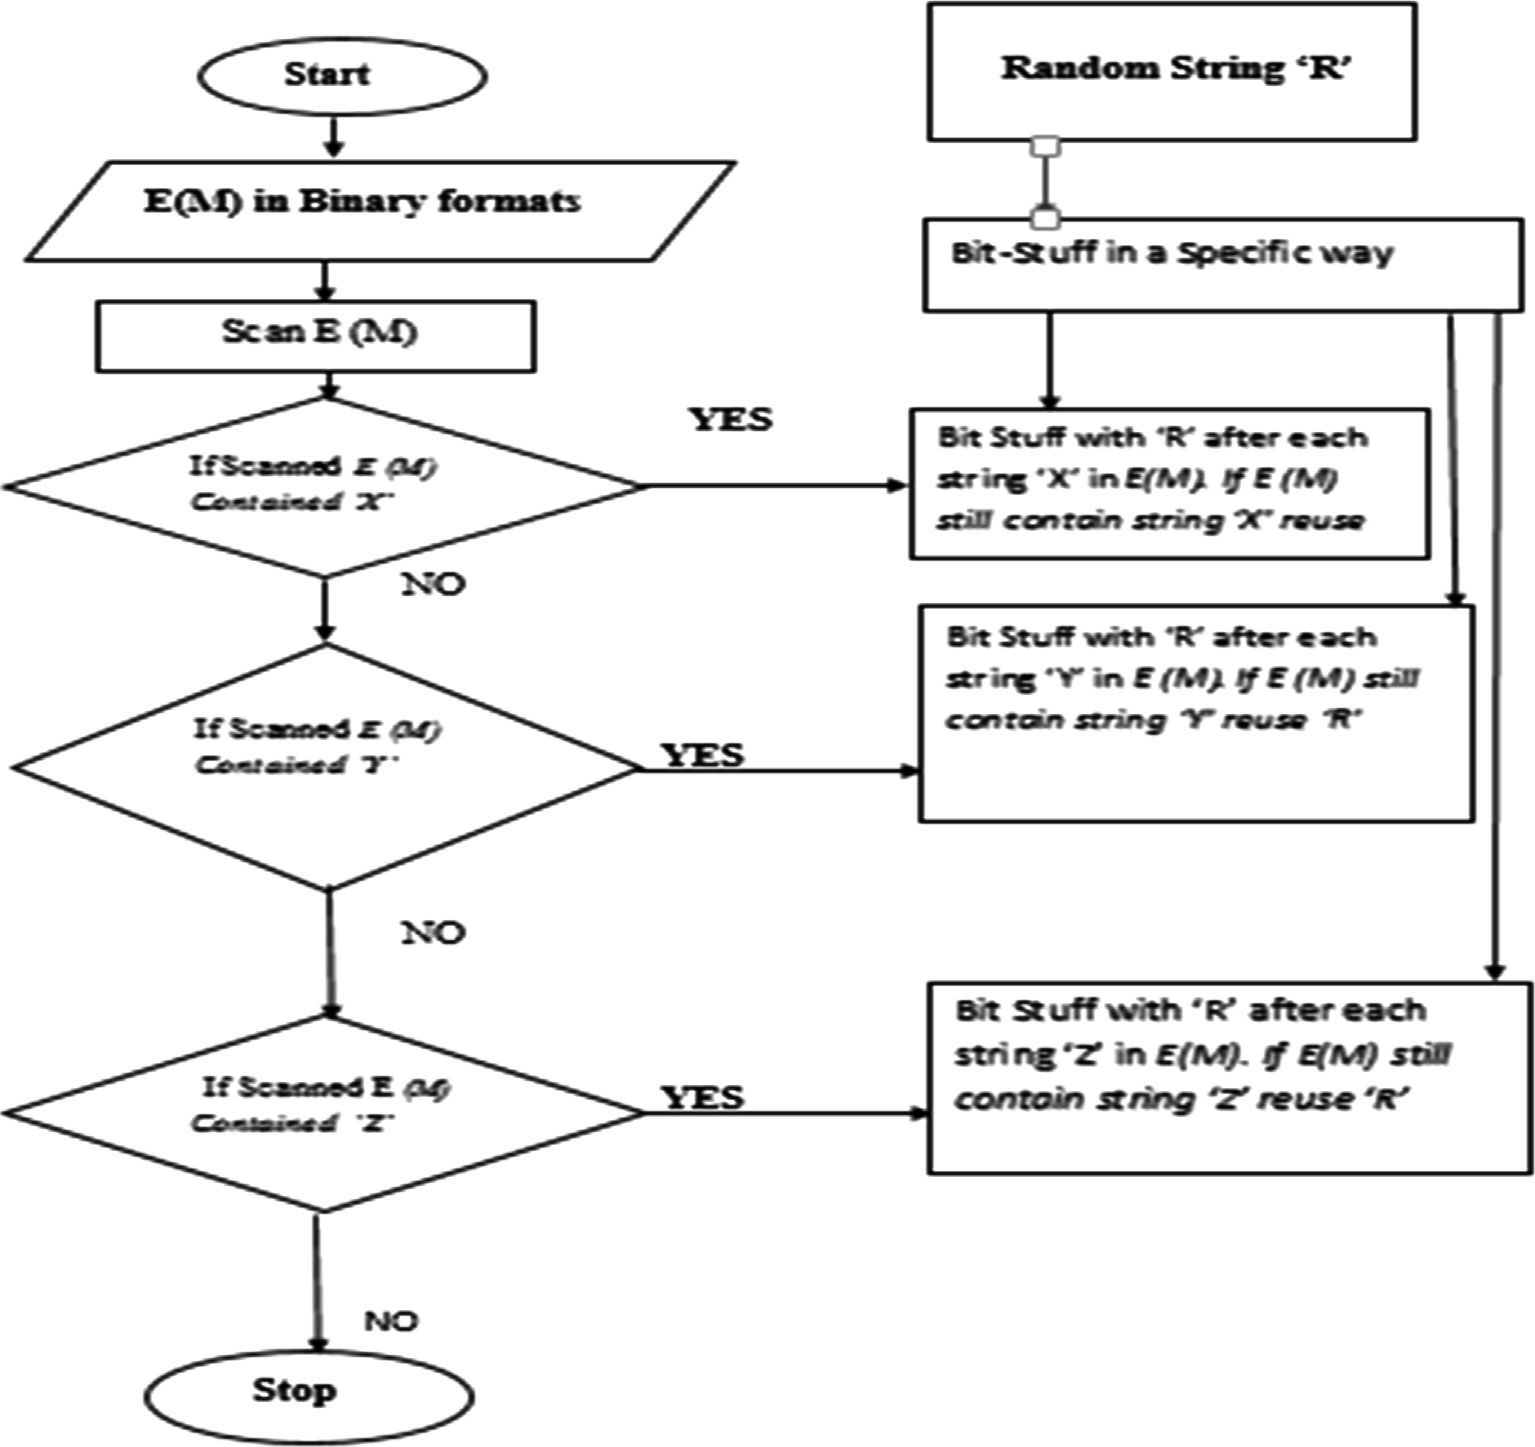 Start
E(M) in Binary formats
Scan E (M)
If Scanned E (M)
Contained 'X'
YES
NO
If Scanned E (M)
Contained 'Y'
YES
NO
If Scanned E (M)
Contained 'Z'
YES
NO
Stop
Random String ‘R’
Bit-Stuff in a Specific way
Bit Stuff with ‘R’ after each
string ‘X’ in E(M). If E (M)
still contain string ‘X’ reuse
Bit Stuff with ‘R’ after each
string ‘Y’ in E (M). If E (M) still
contain string ‘Y’ reuse ‘R’
Bit Stuff with ‘R’ after each
string ‘Z’ in E(M). If E(M) still
contain string ‘Z’ reuse ‘R’